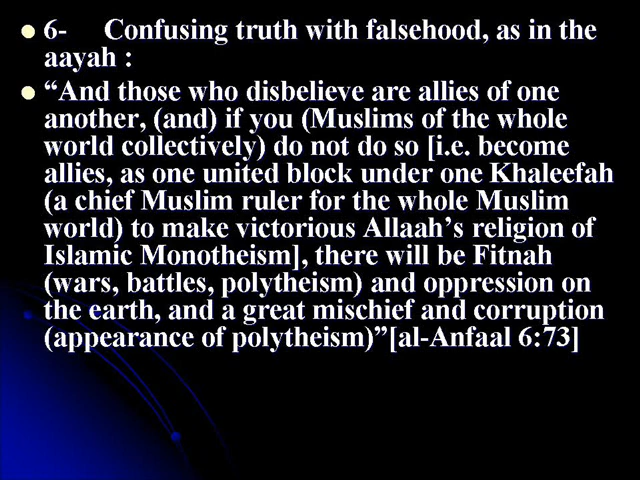 6- Confusing truth with falsehood, as in the
aayah :
“And those who disbelieve are allies of one
another, (and) if you (Muslims of the whole
world collectively) do not do so [i.e. become
allies, as one united block under one Khaleefah
(a chief Muslim ruler for the whole Muslim
world) to make victorious Allaah’s religion of
Islamic Monotheism], there will be Fitnah
(wars, battles, polytheism) and oppression on
the earth, and a great mischief and corruption
(appearance of polytheism)”[al-Anfaal 6:73]